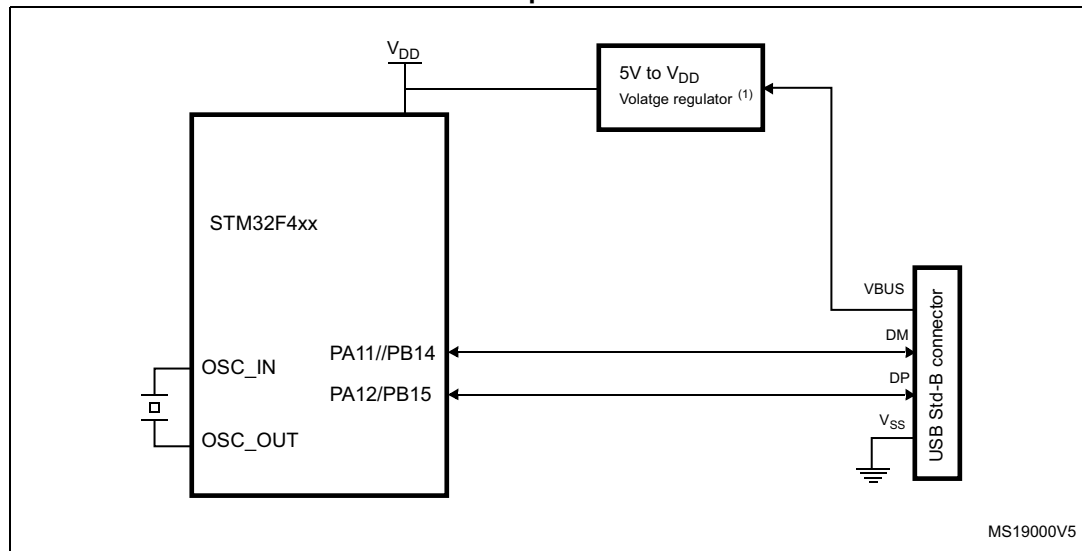 VDD
5V to VDD
Volatge regulator (1)
STM32F4xx
VBUS
DM
PA11//PB14
OSC_IN
DP
PA12/PB15
VSS
OSC_OUT
USB Std-B connector
MS19000V5